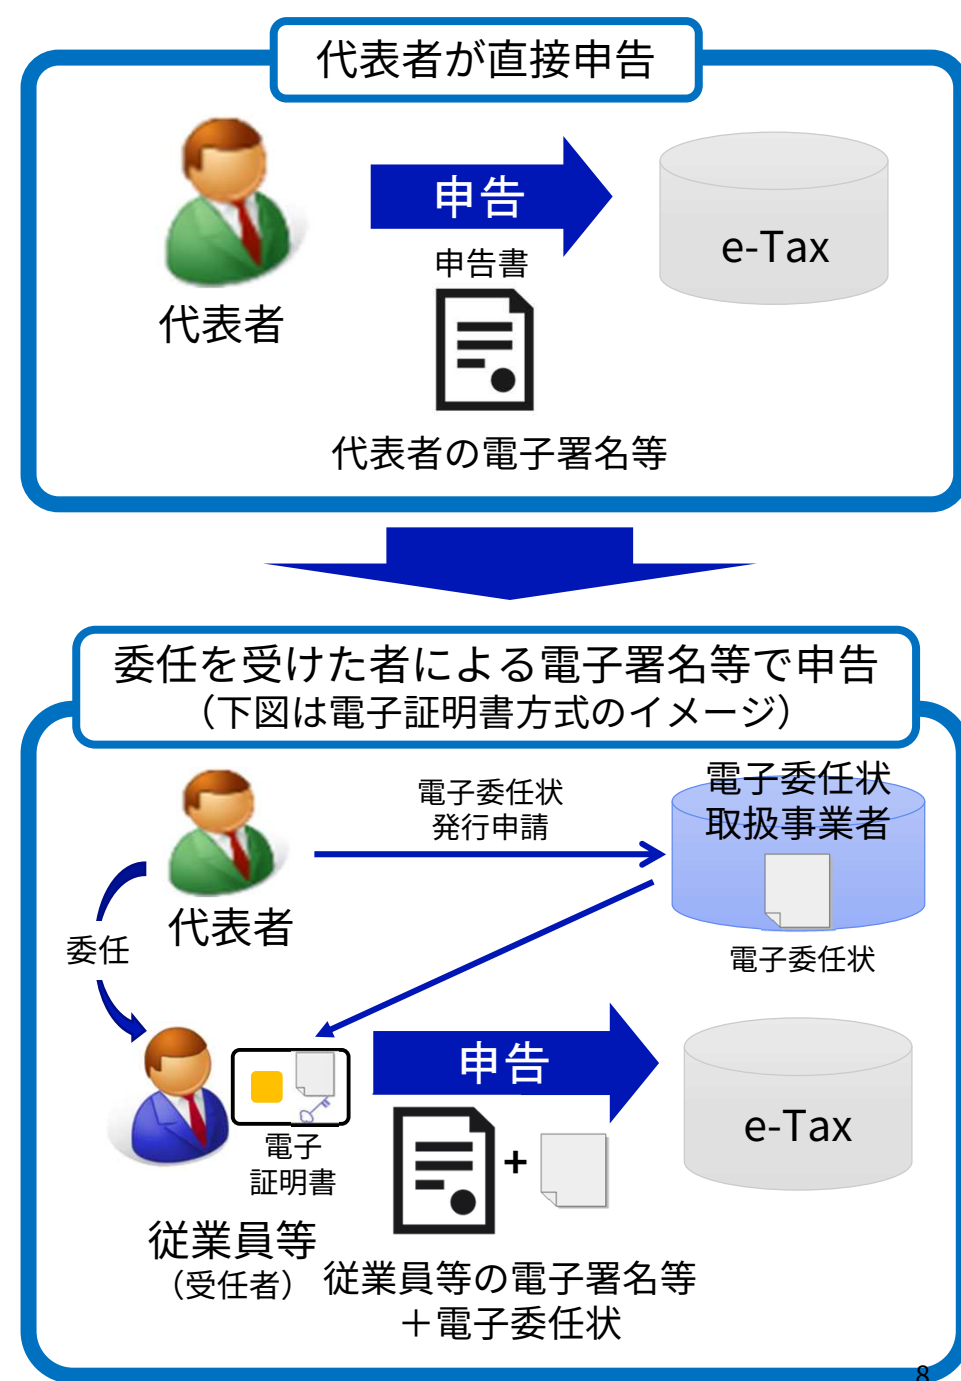 代表者が直接申告
申告
e-Tax
申告書
代表者
代表者の電子署名等
委任を受けた者による電子署名等で申告
（下図は電子証明書方式のイメージ）
電子委任状
発行申請
電子委任状
取扱事業者
代表者
委任
電子委任状
申告
e-Tax
+
電子
証明書
従業員等
（受任者）
従業員等の電子署名等
＋電子委任状
8